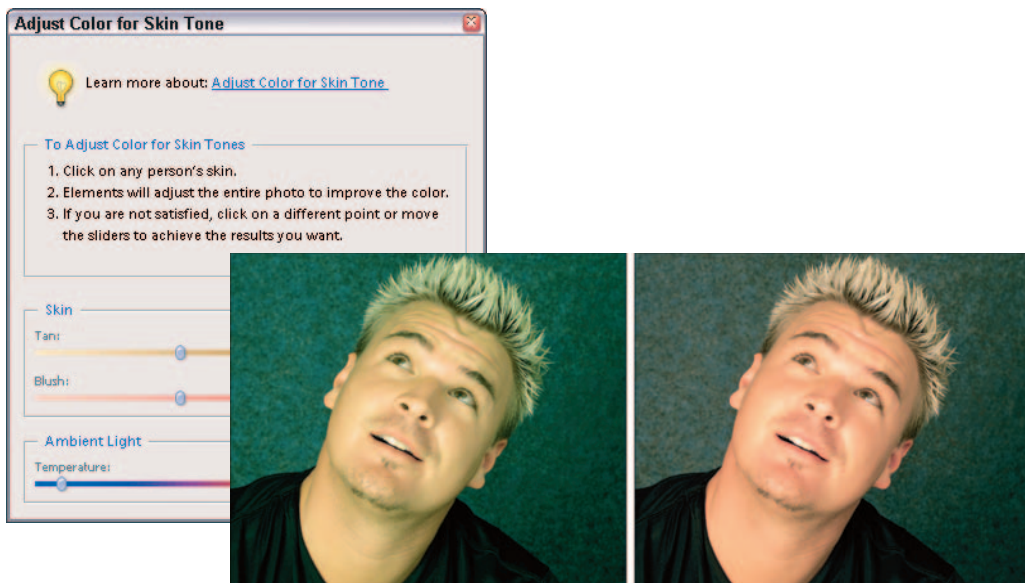 Adjust Color for Skin Tone
Learn more about: Adjust Color for Skin Tone
To Adjust Color for Skin Tones
1. Click on any person's skin.
2. Elements will adjust the entire photo to improve the color.
3. If you are not satisfied, click on a different point or move
the sliders to achieve the results you want.
Skin
Tan:
Blush:
Ambient Light
Temperature: